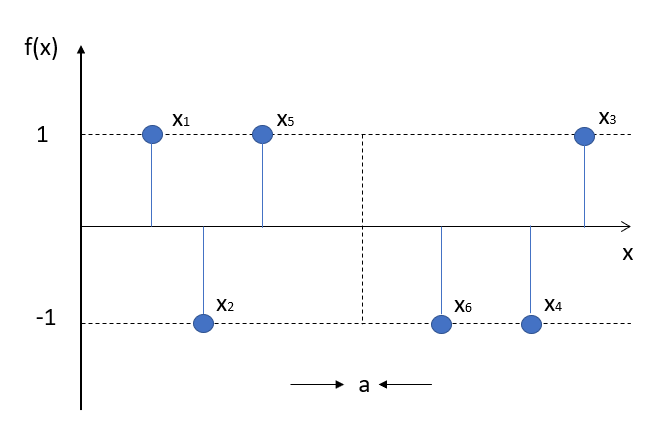 f(x)
x₁
x₅
x₃
1
x
x₂
x₆
x₄
-1
a